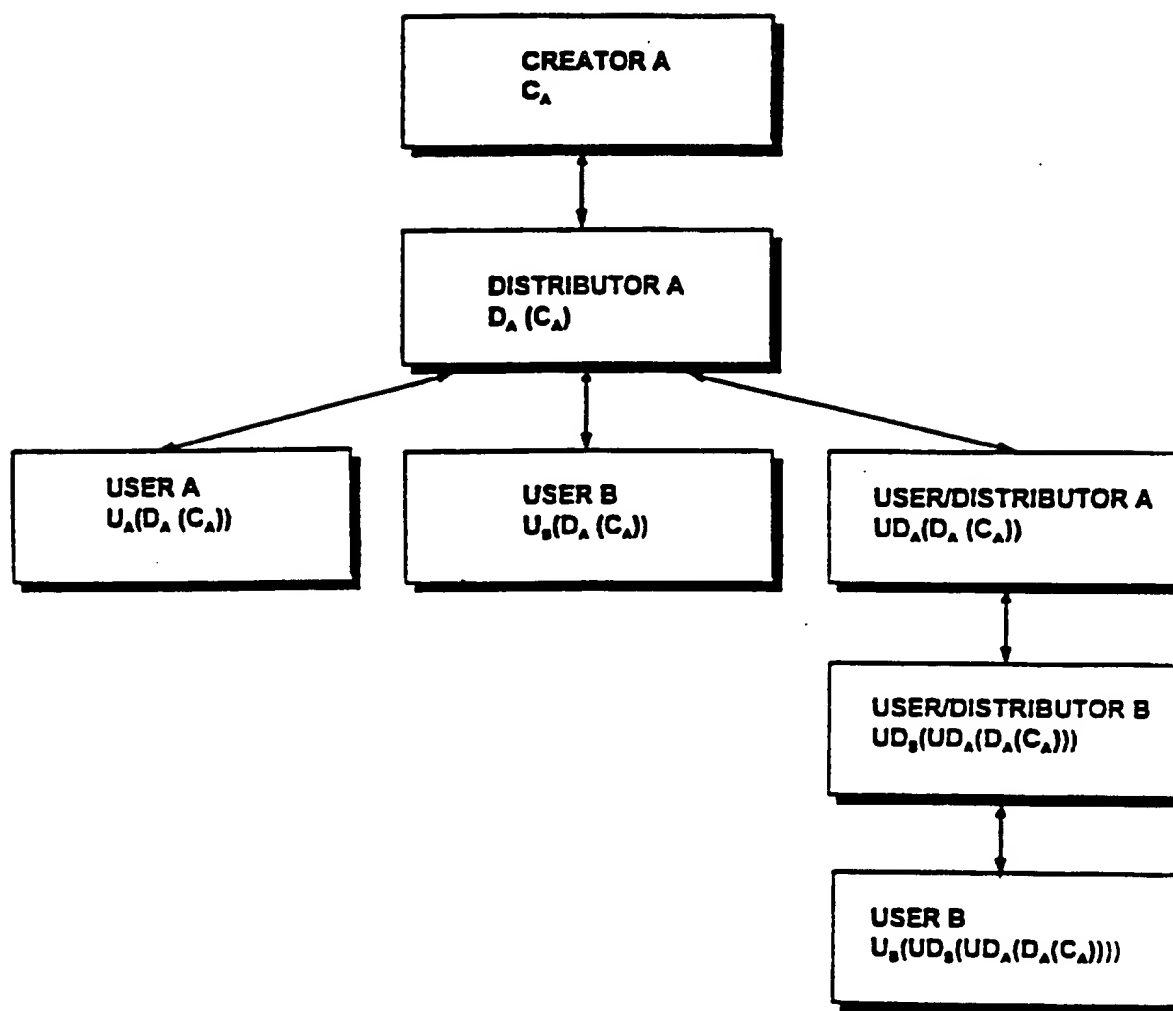 CREATOR A
C_A
DISTRIBUTOR A
D_A (C_A)
USER A
U_A(D_A (C_A))
USER B
U_B(D_A (C_A))
USER/DISTRIBUTOR A
UD_A(D_A (C_A))
USER/DISTRIBUTOR B
UD_B(UD_A(D_A(C_A)))
USER B
U_B(UD_B(UD_A(D_A(C_A))))